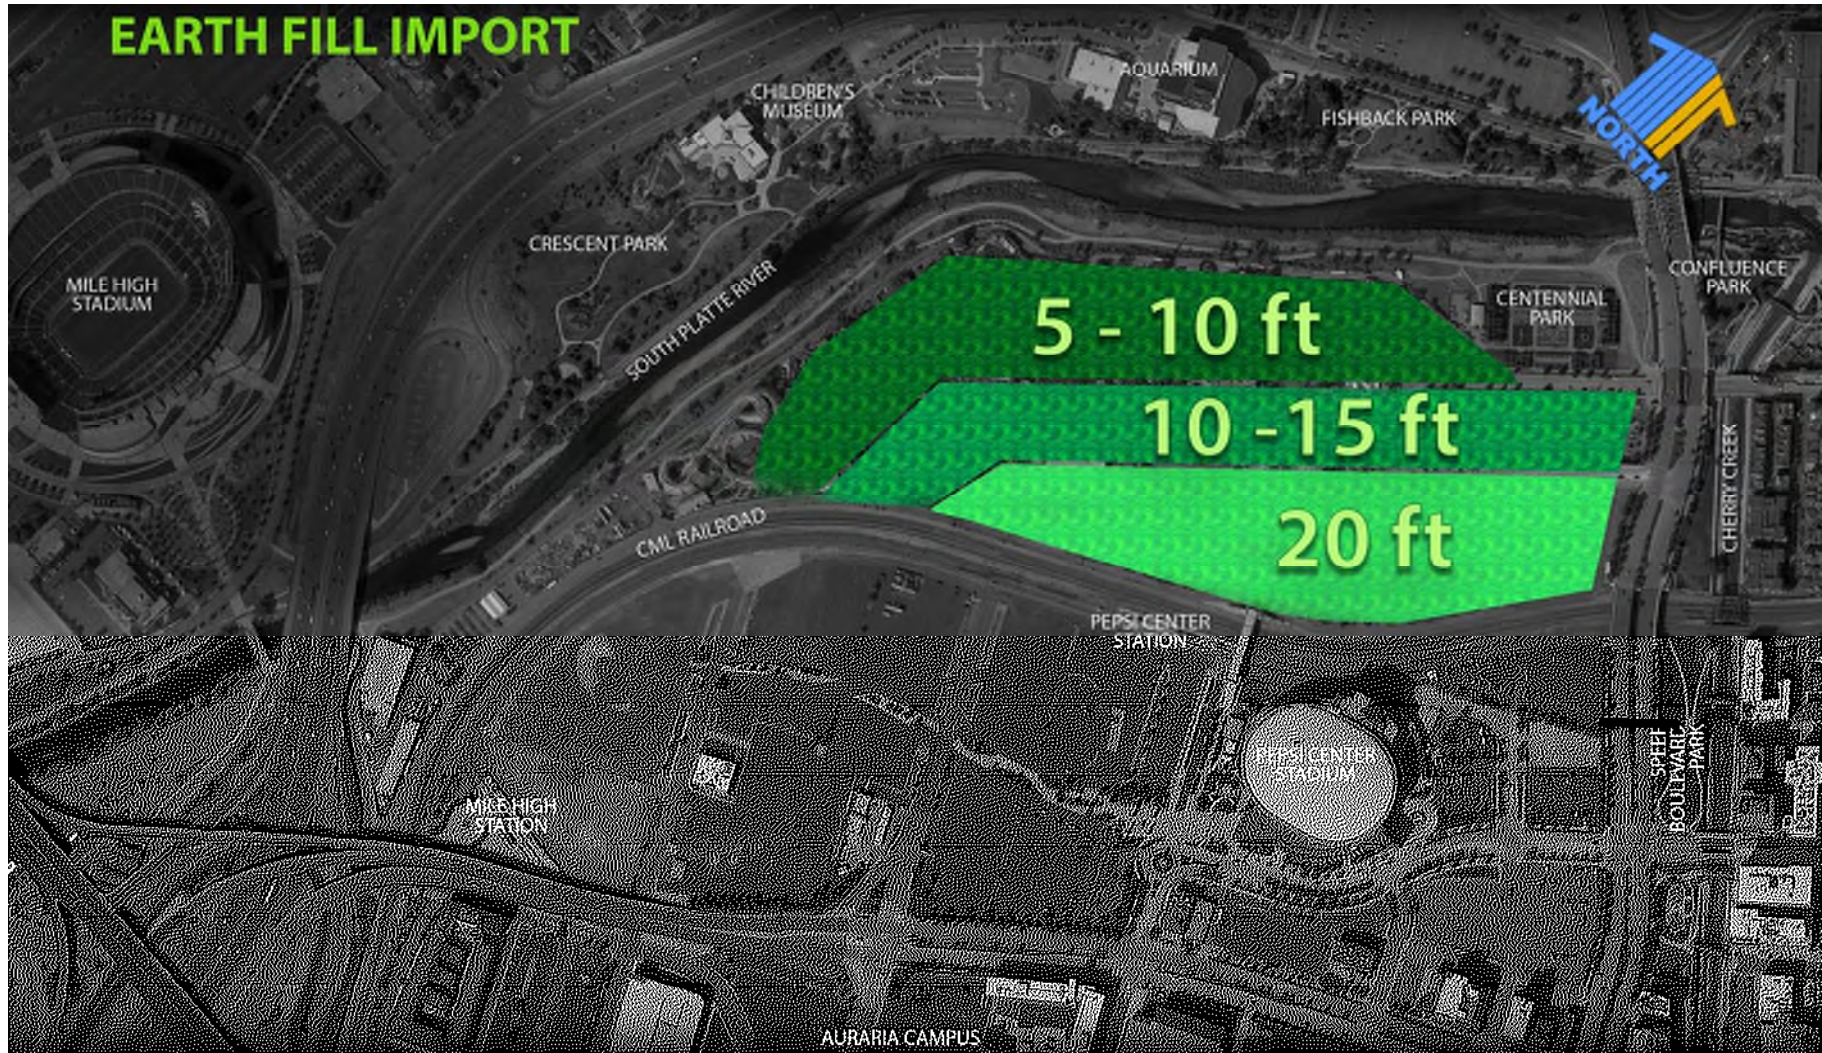 EARTH FILL IMPORT
AQUARIUM
CHILDREN'S
MUSEUM
FISHBACK PARK
NORTH
CRESCENT PARK
MILE HIGH
STADIUM
SOUTH PLATTE RIVER
CONFLUENCE
PARK
CENTENNIAL
PARK
5 - 10 ft
10 -15 ft
20 ft
CHERRY CREEK
CML RAILROAD
PEPSI CENTER
STATION
PEPSI CENTER
STADIUM
SPEEL
BOULEVARD
PARK
MILE HIGH
STATION
AURARIA CAMPUS